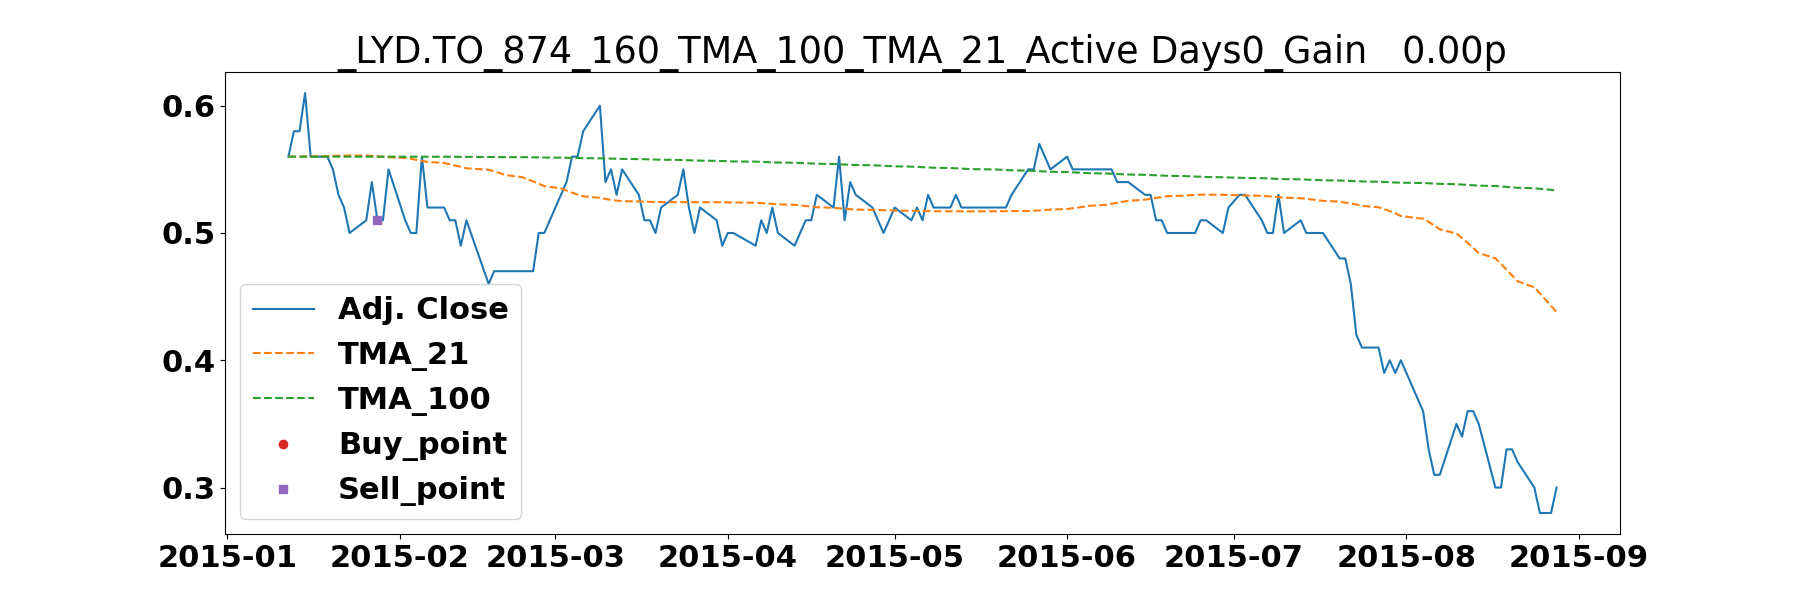 _LYD.TO_874_160_TMA_100_TMA_21_Active Days0_Gain   0.00p
0.6
0.5
0.4
0.3
Adj. Close
TMA_21
TMA_100
Buy_point
Sell_point
2015-01 2015-02 2015-03 2015-04 2015-05 2015-06 2015-07 2015-08 2015-09